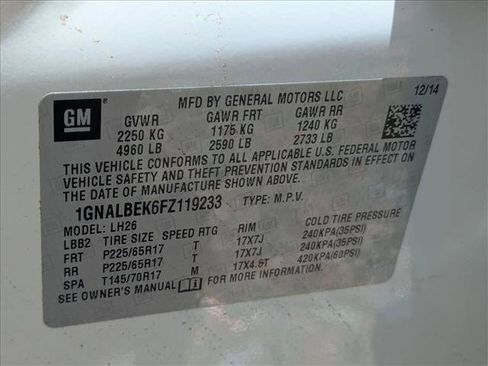 GM
12/14
MFD BY GENERAL MOTORS LLC
GVWR GAWR FRT GAWR RR
2250 KG 1175 KG 1240 KG
4960 LB 2590 LB 2733 LB
THIS VEHICLE CONFORMS TO ALL APPLICABLE U.S. FEDERAL MOTOR
VEHICLE SAFETY AND THEFT PREVENTION STANDARDS IN EFFECT ON
THE DATE OF MANUFACTURE SHOWN ABOVE.
1GNALBEK6FZ119233 TYPE: M.P.V.
MODEL: LH26
LBB2 TIRE SIZE SPEED RTG RIM COLD TIRE PRESSURE
FRT P225/65R17 T 17X7J 240KPA(35PSI)
RR P225/65R17 T 17X7J 240KPA(35PSI)
SPA T145/70R17 M 17X4.5T 420KPA(60PSI)
SEE OWNER'S MANUAL FOR MORE INFORMATION.